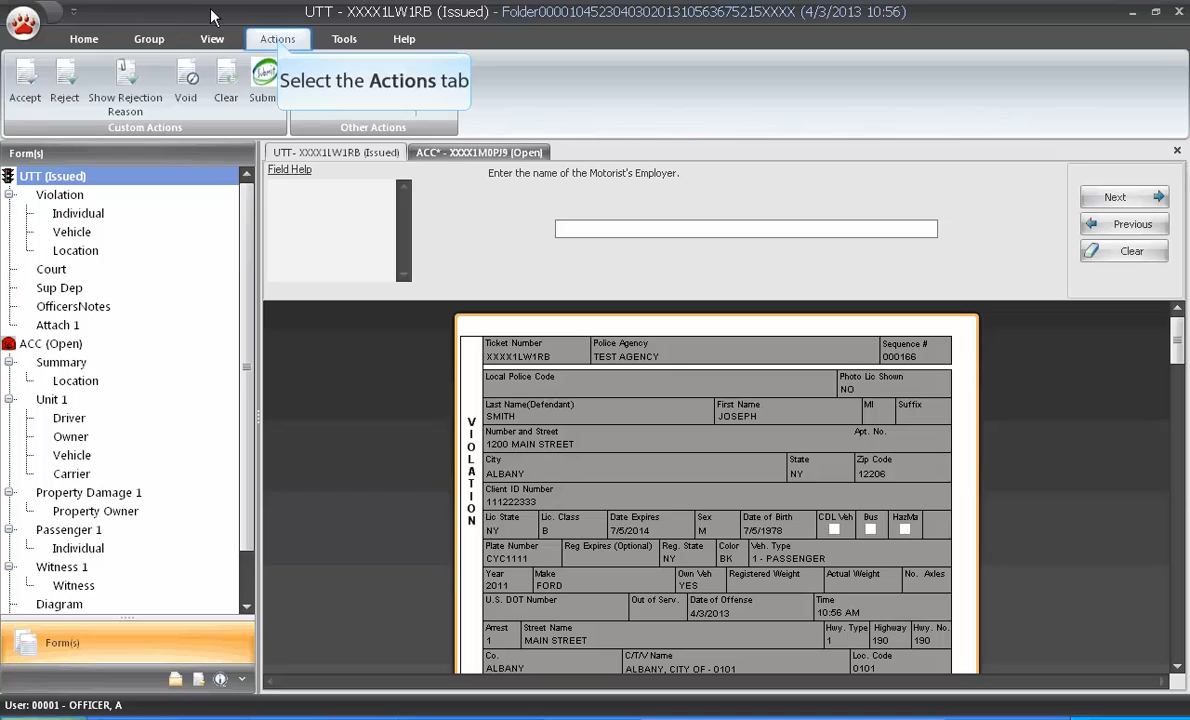 UTT - XXXX1LW1RB (Issued) - Folder00001045230403020131056367521​5XXXX (4/3/2013 10:56)
Home Group View Actions Tools Help
Select the Actions tab
Accept Reject Show Rejection Reason Void Clear
Custom Actions Other Actions
Form(s)
UTT (Issued)
Violation
Individual
Vehicle
Location
Court
Sup Dep
OfficersNotes
Attach 1
ACC (Open)
Summary
Location
Unit 1
Driver
Owner
Vehicle
Carrier
Property Damage 1
Property Owner
Passenger 1
Individual
Witness 1
Witness
Diagram
Form(s)
UTT- XXXX1LW1RB (Issued) ACC* - XXXX1M0PJ9 (Open)
Field Help
Enter the name of the Motorist's Employer.
Next
Previous
Clear
VIOLATION
Ticket Number Police Agency Sequence #
XXXX1LW1RB TEST AGENCY 000166
Local Police Code Photo Lic Shown
NO
Last Name(Defendant) First Name MI Suffix
SMITH JOSEPH
Number and Street Apt. No.
1200 MAIN STREET
City State Zip Code
ALBANY NY 12206
Client ID Number
111222333
Lic State Lic. Class Date Expires Sex Date of Birth CDL Veh Bus HazMa
NY B 7/5/2014 M 7/5/1978
Plate Number Reg Expires (Optional) Reg. State Color Veh. Type
CYC1111 NY BK 1 - PASSENGER
Year Make Own Veh Registered Weight Actual Weight No. Axles
2011 FORD YES
U.S. DOT Number Out of Serv. Date of Offense Time
4/3/2013 10:56 AM
Arrest Street Name Hwy. Type Highway Hwy. No.
1 MAIN STREET 1 190 190
Co. C/T/V Name Loc. Code
ALBANY ALBANY, CITY OF - 0101 0101
User: 00001 - OFFICER, A